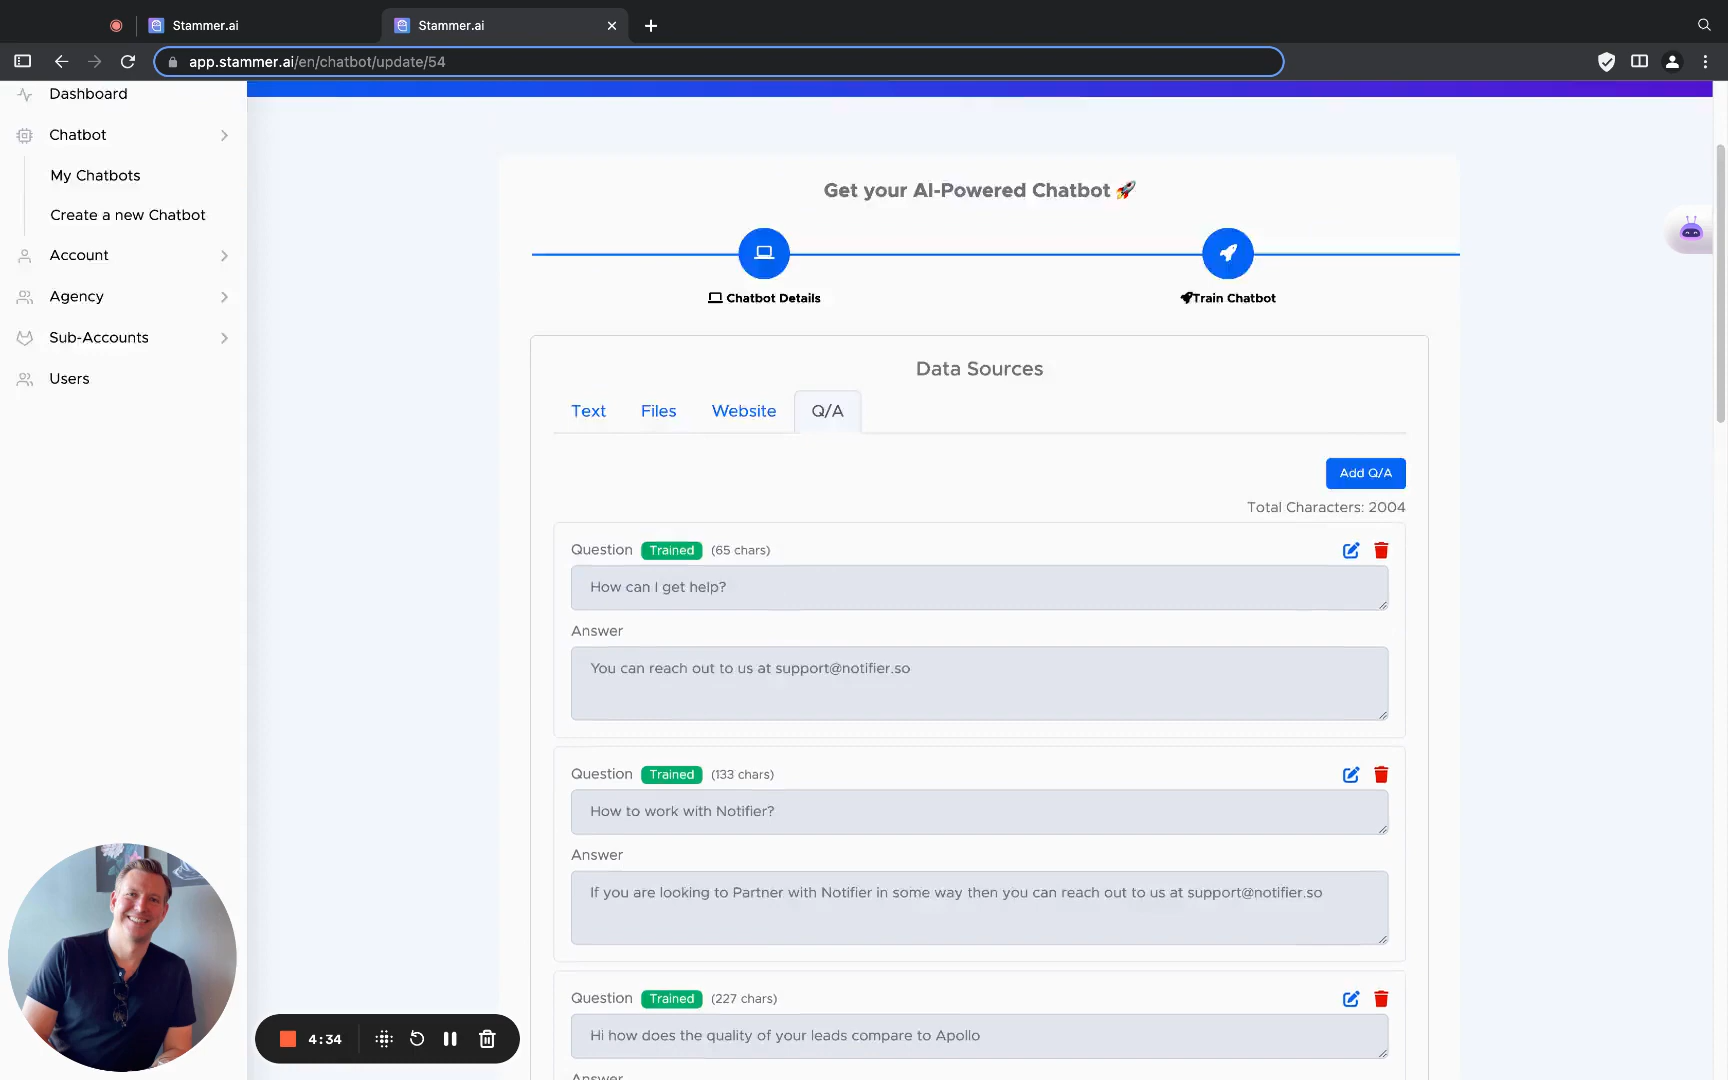 Stammer.ai
Stammer.ai
app.stammer.ai/en/chatbot/update/54
Dashboard
Chatbot
My Chatbots
Create a new Chatbot
Account
Agency
Sub-Accounts
Users
Get your AI-Powered Chatbot 🚀
Chatbot Details
Train Chatbot
Data Sources
Text Files Website Q/A
Add Q/A
Total Characters: 2004
Question Trained (65 chars)
How can I get help?
Answer
You can reach out to us at support@notifier.so
Question Trained (133 chars)
How to work with Notifier?
Answer
If you are looking to Partner with Notifier in some way then you can reach out to us at support@notifier.so
Question Trained (227 chars)
Hi how does the quality of your leads compare to Apollo
Answer
4:34